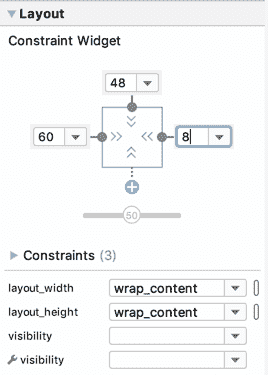 Layout
Constraint Widget
48
60
8
50
Constraints (3)
layout_width wrap_content
layout_height wrap_content
visibility
visibility